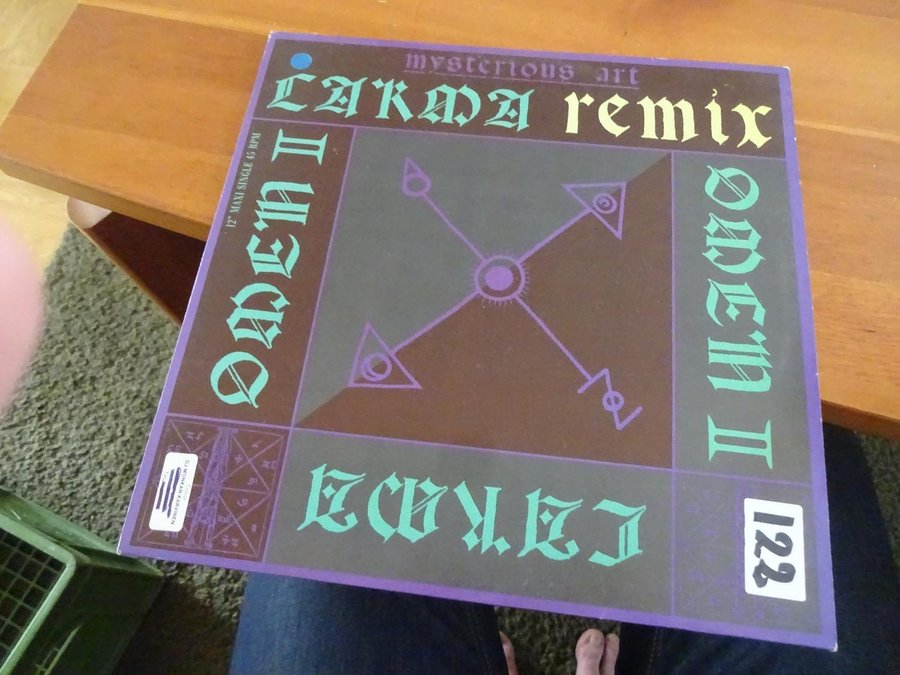 mysterious art
CARMA remix
12" MAXI SINGLE 45 RPM
OMEN II
OMEN II
CARMA
122